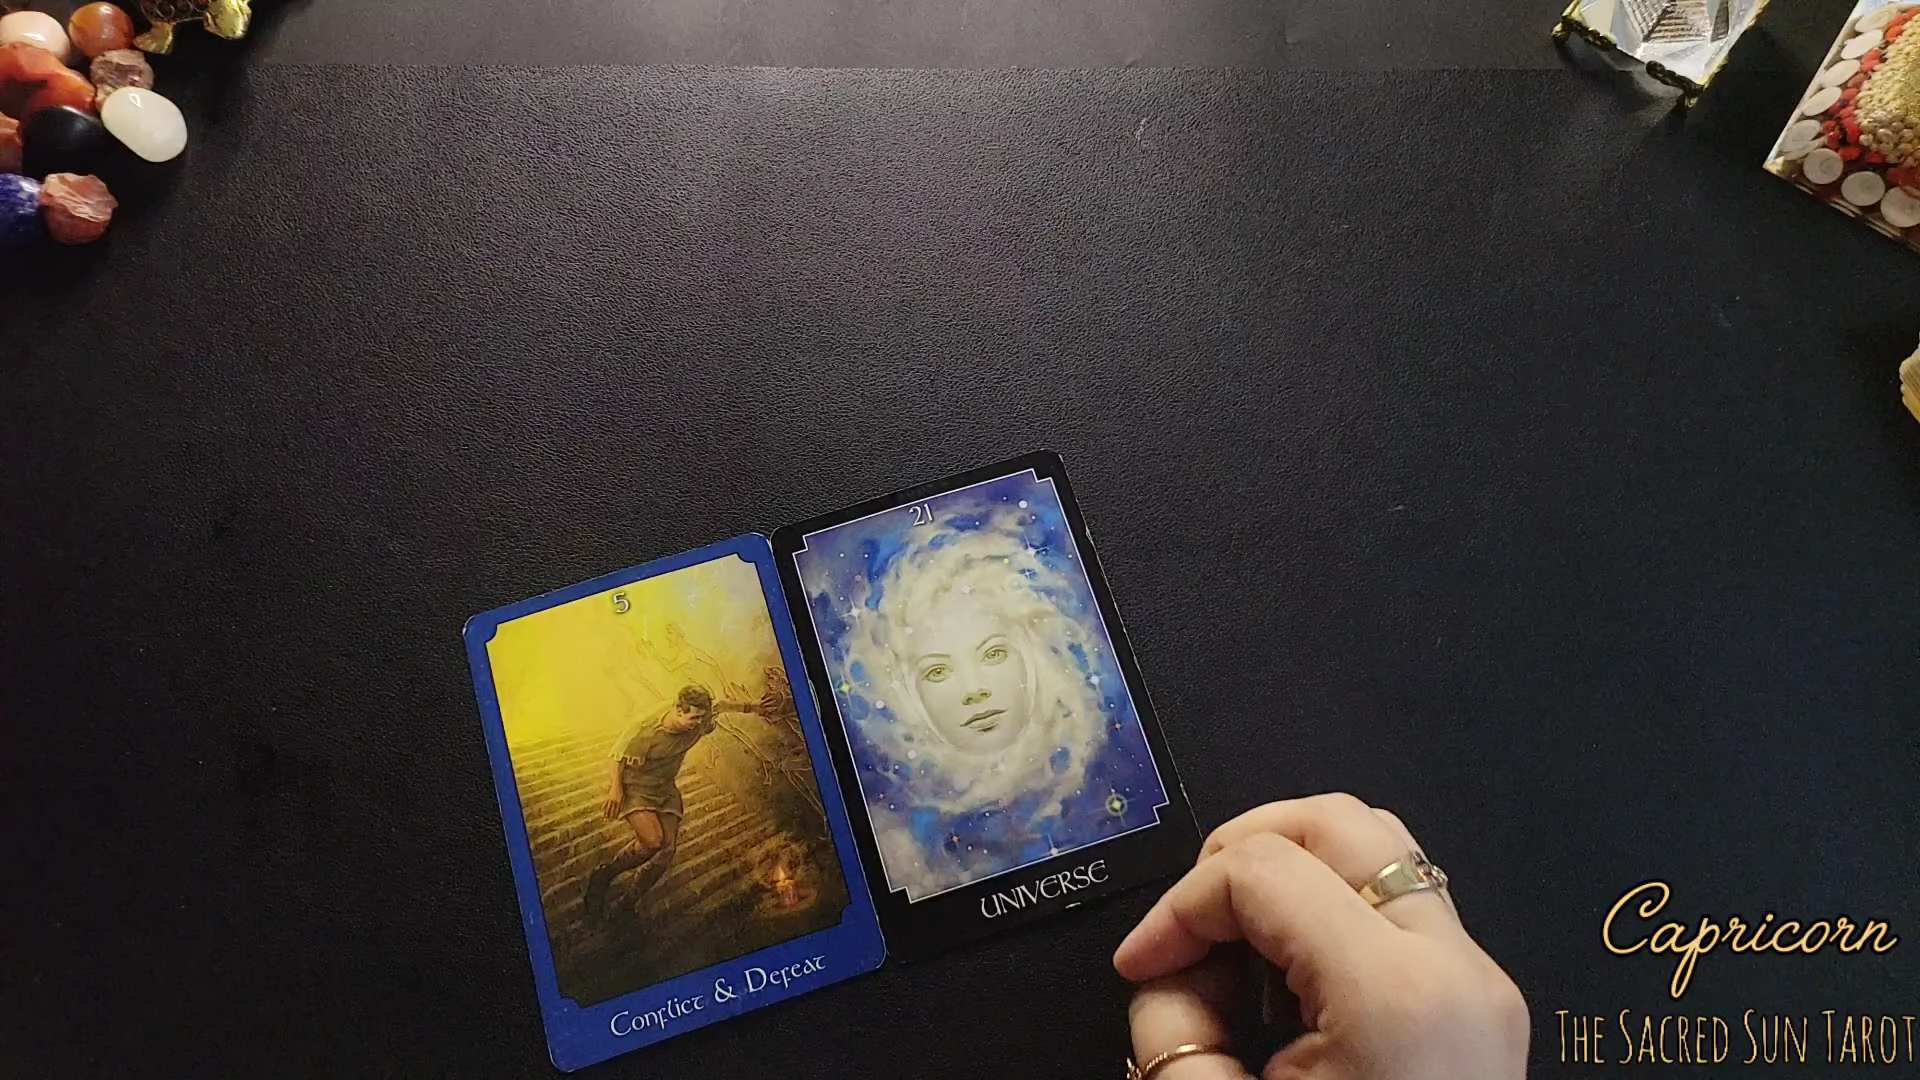 5
Conflict & Defeat
21
UNIVERSE
Capricorn
THE SACRED SUN TAROT